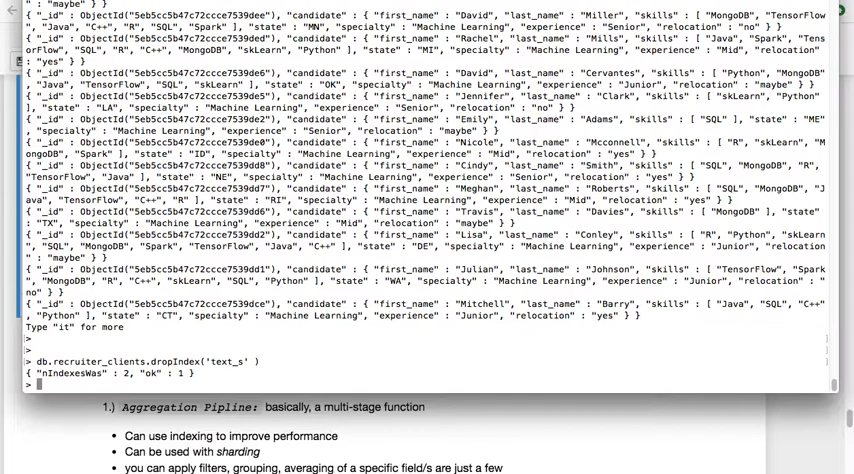 " : "maybe" } }
{ "_id" : ObjectId("5eb5cc5b47c72ccce7539dee"), "candidate" : { "first_name" : "David", "last_name" : "Miller", "skills" : [ "MongoDB", "TensorFlow
", "Java", "C++", "R", "SQL", "Spark" ], "state" : "MN", "specialty" : "Machine Learning", "experience" : "Senior", "relocation" : "no" } }
{ "_id" : ObjectId("5eb5cc5b47c72ccce7539ded"), "candidate" : { "first_name" : "Rachel", "last_name" : "Mills", "skills" : [ "Java", "Spark", "Tens
orFlow", "SQL", "R", "C++", "MongoDB", "skLearn", "Python" ], "state" : "MI", "specialty" : "Machine Learning", "experience" : "Mid", "relocation" :
"yes" } }
{ "_id" : ObjectId("5eb5cc5b47c72ccce7539de6"), "candidate" : { "first_name" : "David", "last_name" : "Cervantes", "skills" : [ "Python", "MongoDB"
, "Java", "TensorFlow", "SQL", "skLearn" ], "state" : "OK", "specialty" : "Machine Learning", "experience" : "Junior", "relocation" : "maybe" } }
{ "_id" : ObjectId("5eb5cc5b47c72ccce7539de5"), "candidate" : { "first_name" : "Jennifer", "last_name" : "Clark", "skills" : [ "skLearn", "Python"
], "state" : "LA", "specialty" : "Machine Learning", "experience" : "Senior", "relocation" : "no" } }
{ "_id" : ObjectId("5eb5cc5b47c72ccce7539de2"), "candidate" : { "first_name" : "Emily", "last_name" : "Adams", "skills" : [ "SQL" ], "state" : "ME"
, "specialty" : "Machine Learning", "experience" : "Senior", "relocation" : "maybe" } }
{ "_id" : ObjectId("5eb5cc5b47c72ccce7539de0"), "candidate" : { "first_name" : "Nicole", "last_name" : "Mcconnell", "skills" : [ "R", "skLearn", "M
ongoDB", "Spark" ], "state" : "ID", "specialty" : "Machine Learning", "experience" : "Mid", "relocation" : "yes" } }
{ "_id" : ObjectId("5eb5cc5b47c72ccce7539dd8"), "candidate" : { "first_name" : "Cindy", "last_name" : "Smith", "skills" : [ "SQL", "MongoDB", "R",
"TensorFlow", "Java" ], "state" : "NE", "specialty" : "Machine Learning", "experience" : "Senior", "relocation" : "yes" } }
{ "_id" : ObjectId("5eb5cc5b47c72ccce7539dd7"), "candidate" : { "first_name" : "Meghan", "last_name" : "Roberts", "skills" : [ "SQL", "MongoDB", "J
ava", "TensorFlow", "C++", "R" ], "state" : "RI", "specialty" : "Machine Learning", "experience" : "Mid", "relocation" : "yes" } }
{ "_id" : ObjectId("5eb5cc5b47c72ccce7539dd6"), "candidate" : { "first_name" : "Travis", "last_name" : "Davies", "skills" : [ "MongoDB" ], "state" :
"TX", "specialty" : "Machine Learning", "experience" : "Mid", "relocation" : "maybe" } }
{ "_id" : ObjectId("5eb5cc5b47c72ccce7539dd2"), "candidate" : { "first_name" : "Lisa", "last_name" : "Conley", "skills" : [ "R", "Python", "skLearn
", "SQL", "MongoDB", "Spark", "TensorFlow", "Java", "C++" ], "state" : "DE", "specialty" : "Machine Learning", "experience" : "Junior", "relocation
" : "maybe" } }
{ "_id" : ObjectId("5eb5cc5b47c72ccce7539dd1"), "candidate" : { "first_name" : "Julian", "last_name" : "Johnson", "skills" : [ "TensorFlow", "Spark
", "MongoDB", "R", "C++", "skLearn", "SQL", "Python" ], "state" : "WA", "specialty" : "Machine Learning", "experience" : "Junior", "relocation" : "
no" } }
{ "_id" : ObjectId("5eb5cc5b47c72ccce7539dce"), "candidate" : { "first_name" : "Mitchell", "last_name" : "Barry", "skills" : [ "Java", "SQL", "C++"
, "Python" ], "state" : "CT", "specialty" : "Machine Learning", "experience" : "Junior", "relocation" : "yes" } }
Type "it" for more
>
>
> db.recruiter_clients.dropIndex('text_s' )
{ "nIndexesWas" : 2, "ok" : 1 }
>
1.) Aggregation Pipline: basically, a multi-stage function
• Can use indexing to improve performance
• Can be used with sharding
• you can apply filters, grouping, averaging of a specific field/s are just a few